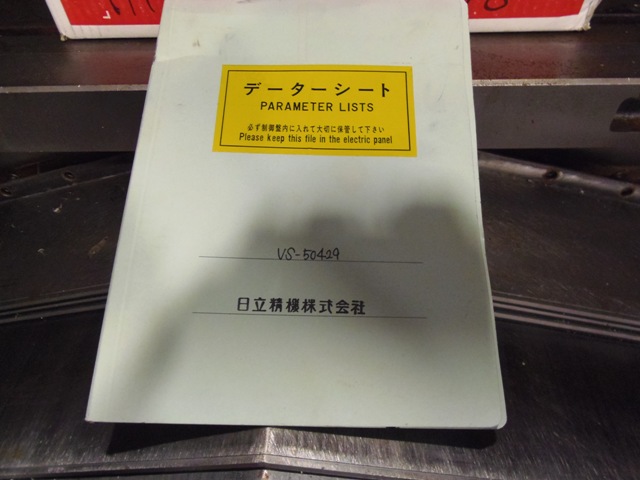 データーシート
PARAMETER LISTS
必ず制御盤内に入れて大切に保管して下さい
Please keep this file in the electric panel
VS-50429
日立精機株式会社